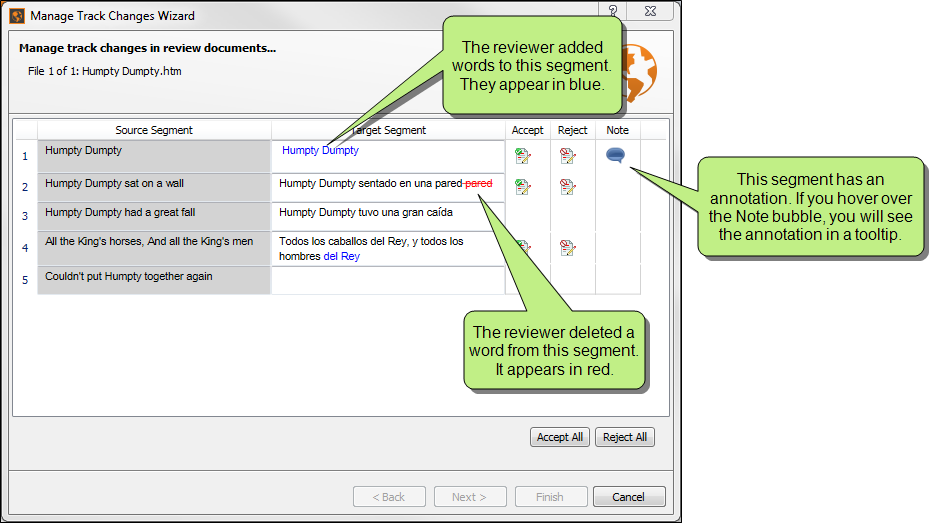 Manage Track Changes Wizard
?
Manage track changes in review documents...
File 1 of 1: Humpty Dumpty.htm
The reviewer added
words to this segment.
They appear in blue.
Source Segment Target Segment Accept Reject Note
1 Humpty Dumpty Humpty Dumpty
2 Humpty Dumpty sat on a wall Humpty Dumpty sentado en una pared pared
3 Humpty Dumpty had a great fall Humpty Dumpty tuvo una gran caída
4 All the King's horses, And all the King's men Todos los caballos del Rey, y todos los
hombres del Rey
5 Couldn't put Humpty together again
This segment has an
annotation. If you hover over
the Note bubble, you will see
the annotation in a tooltip.
The reviewer deleted a
word from this segment.
It appears in red.
Accept All Reject All
< Back Next > Finish Cancel